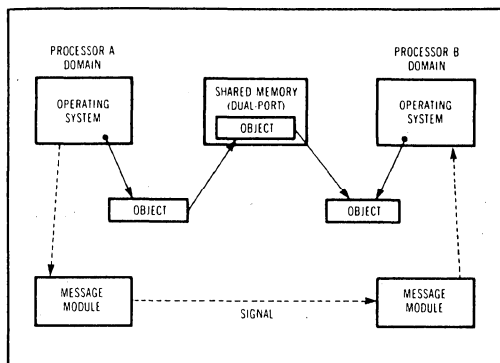 PROCESSOR A
DOMAIN
OPERATING
SYSTEM
SHARED MEMORY
(DUAL-PORT)
OBJECT
PROCESSOR B
DOMAIN
OPERATING
SYSTEM
OBJECT
OBJECT
MESSAGE
MODULE
SIGNAL
MESSAGE
MODULE